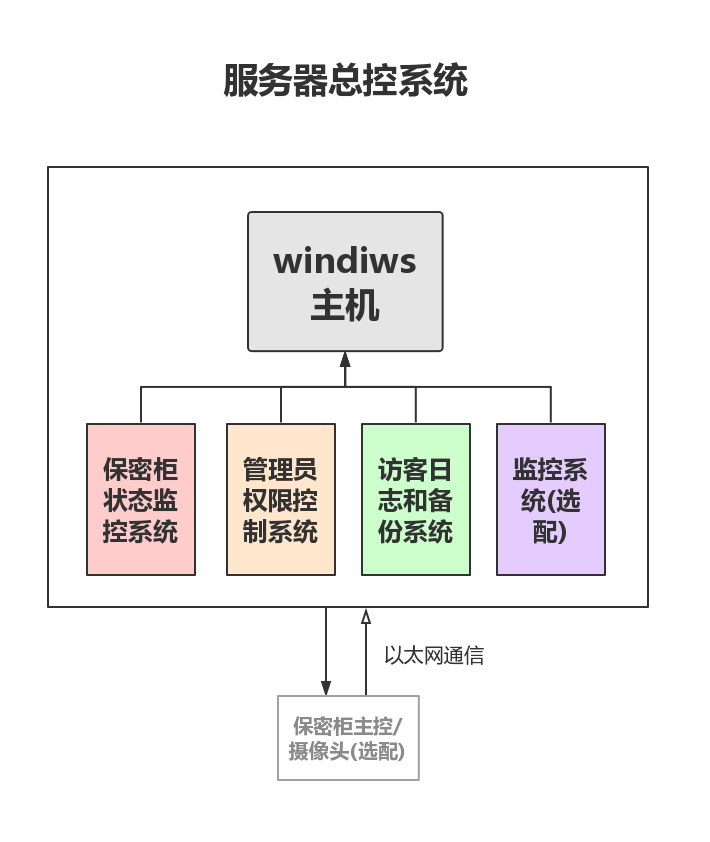 服务器总控系统
windiws
主机
保密柜
状态监
控系统
管理员
权限控
制系统
访客日
志和备
份系统
监控系
统(选
配)
以太网通信
保密柜主控/
摄像头(选配)